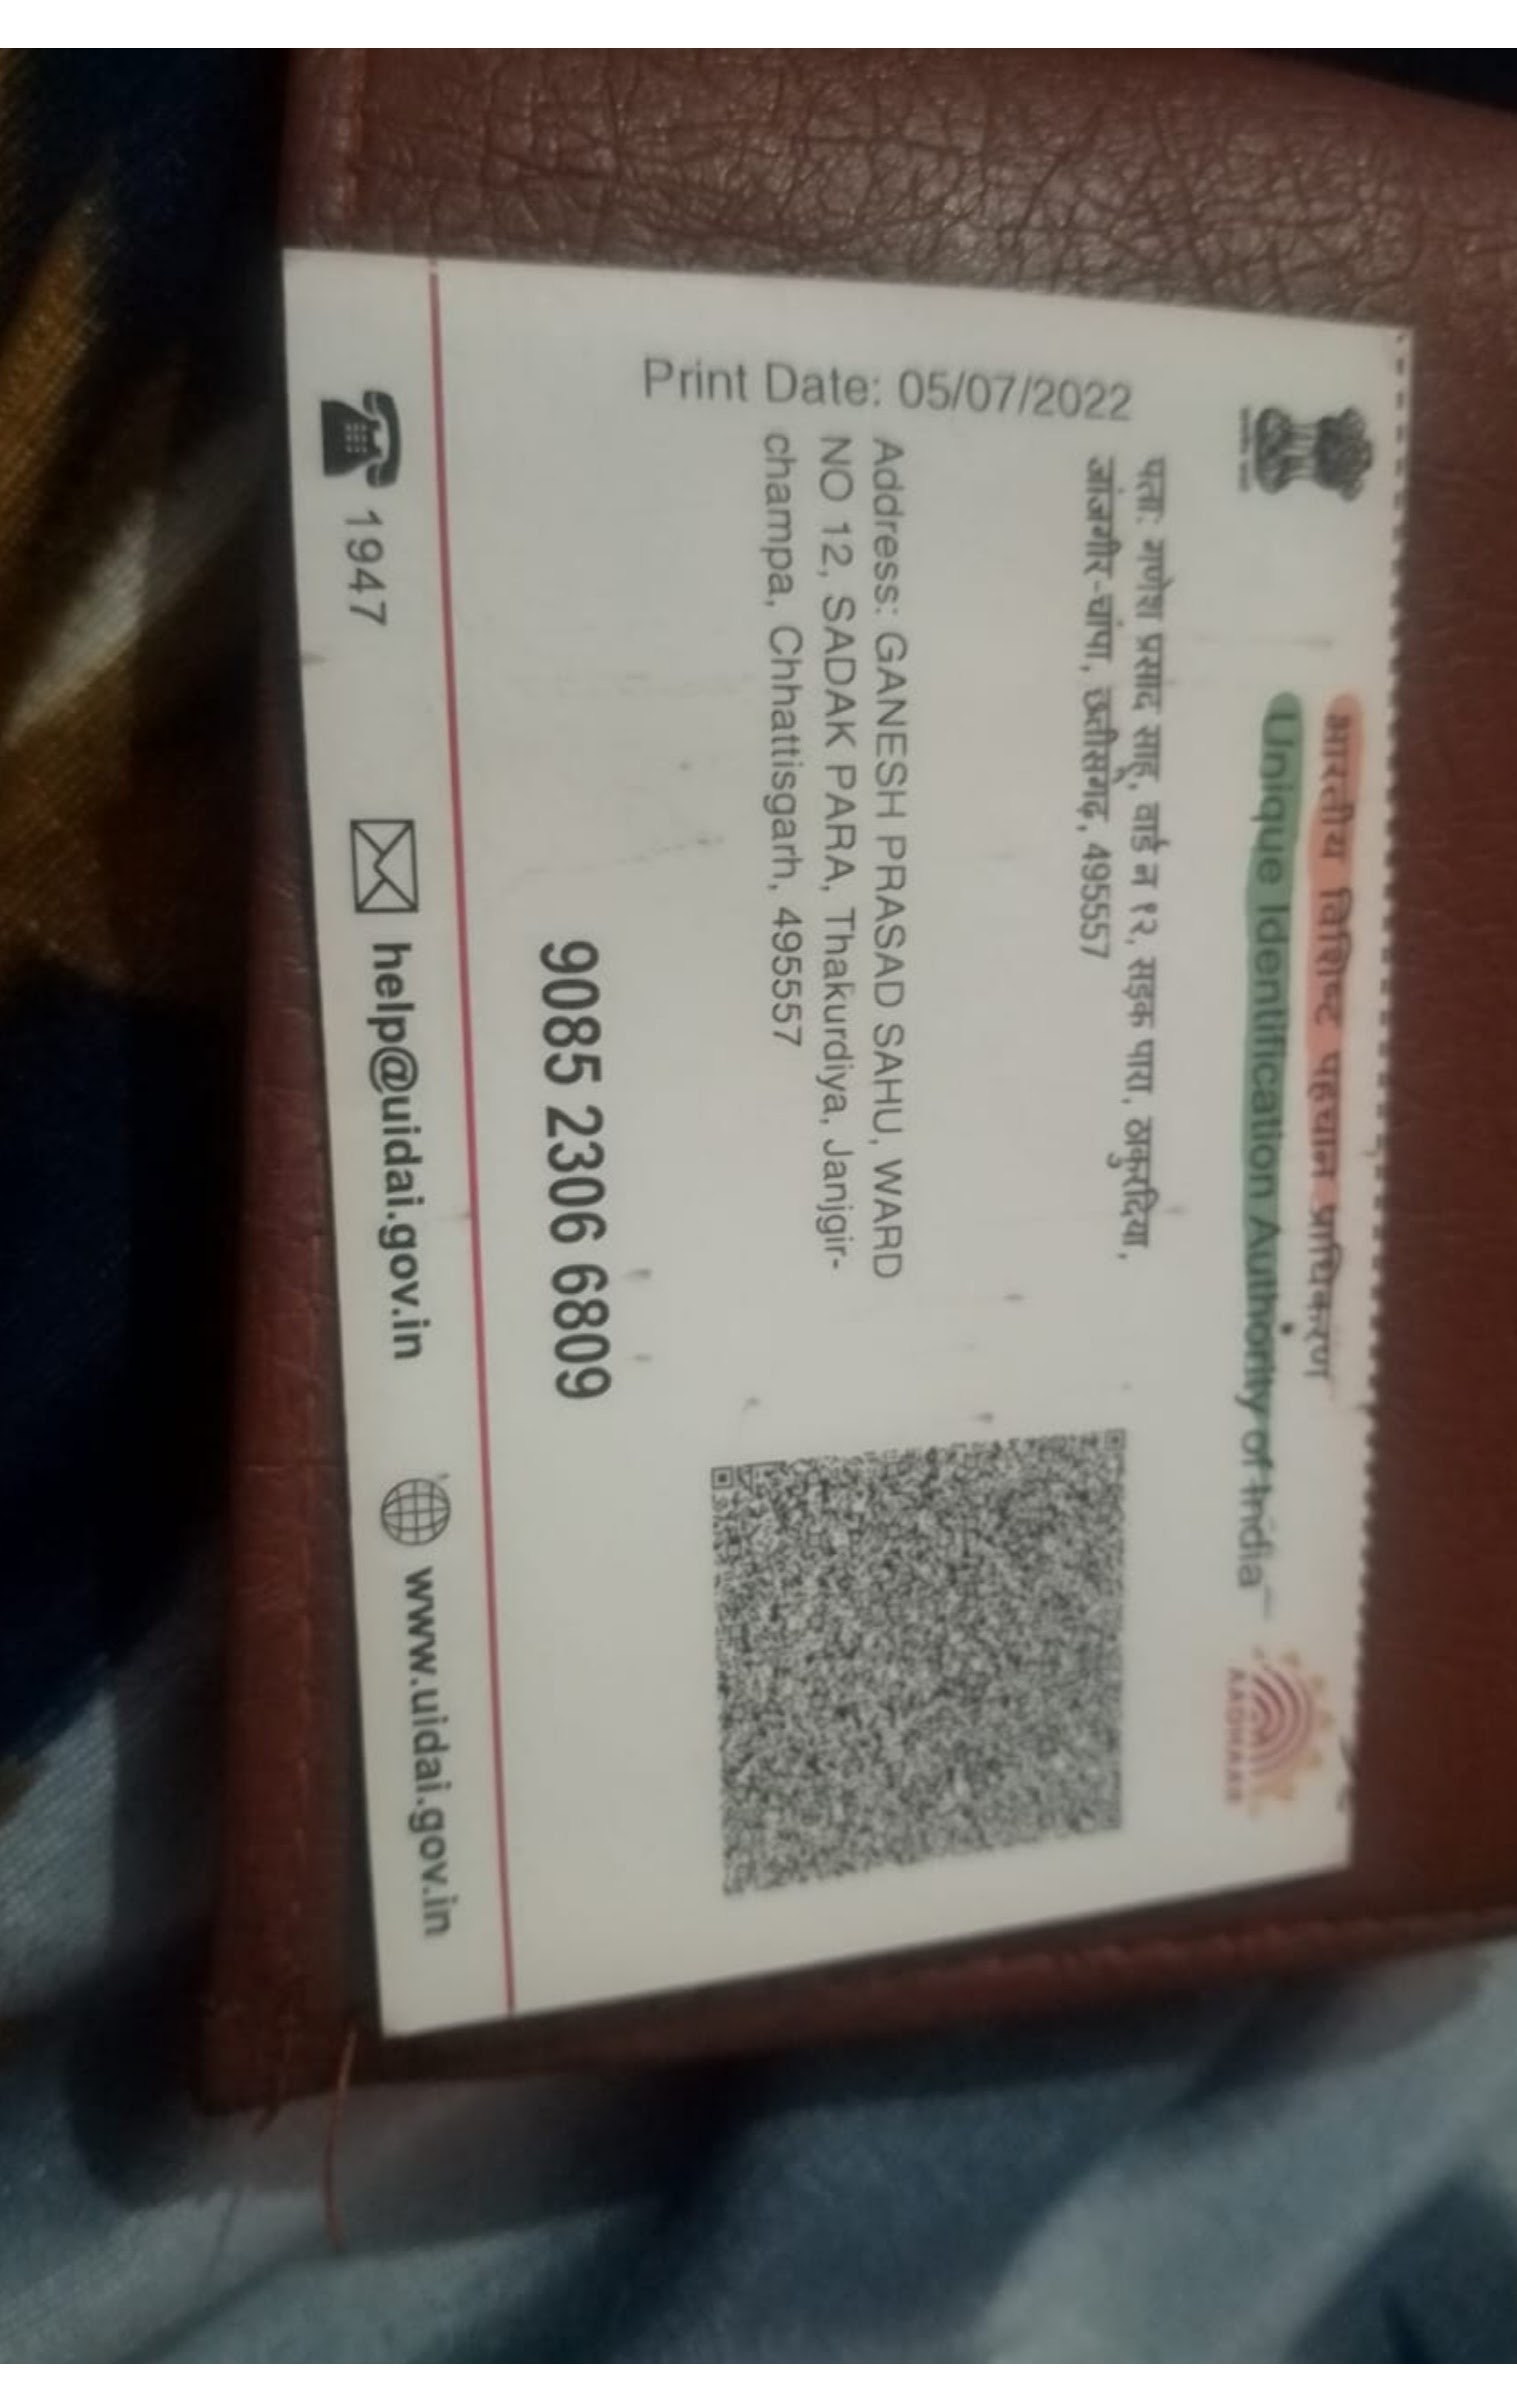 भारतीय विशिष्ट पहचान प्राधिकरण
Unique Identification Authority of India
AADHAAR
पता: गणेश प्रसाद साहू, वार्ड न १२, सड़क पारा, ठाकुरदिया,
जांजगीर-चांपा, छत्तीसगढ़, 495557
Print Date: 05/07/2022
Address: GANESH PRASAD SAHU, WARD
NO 12, SADAK PARA, Thakurdiya, Janjgir-
champa, Chhattisgarh, 495557
9085 2306 6809
1947
help@uidai.gov.in
www.uidai.gov.in